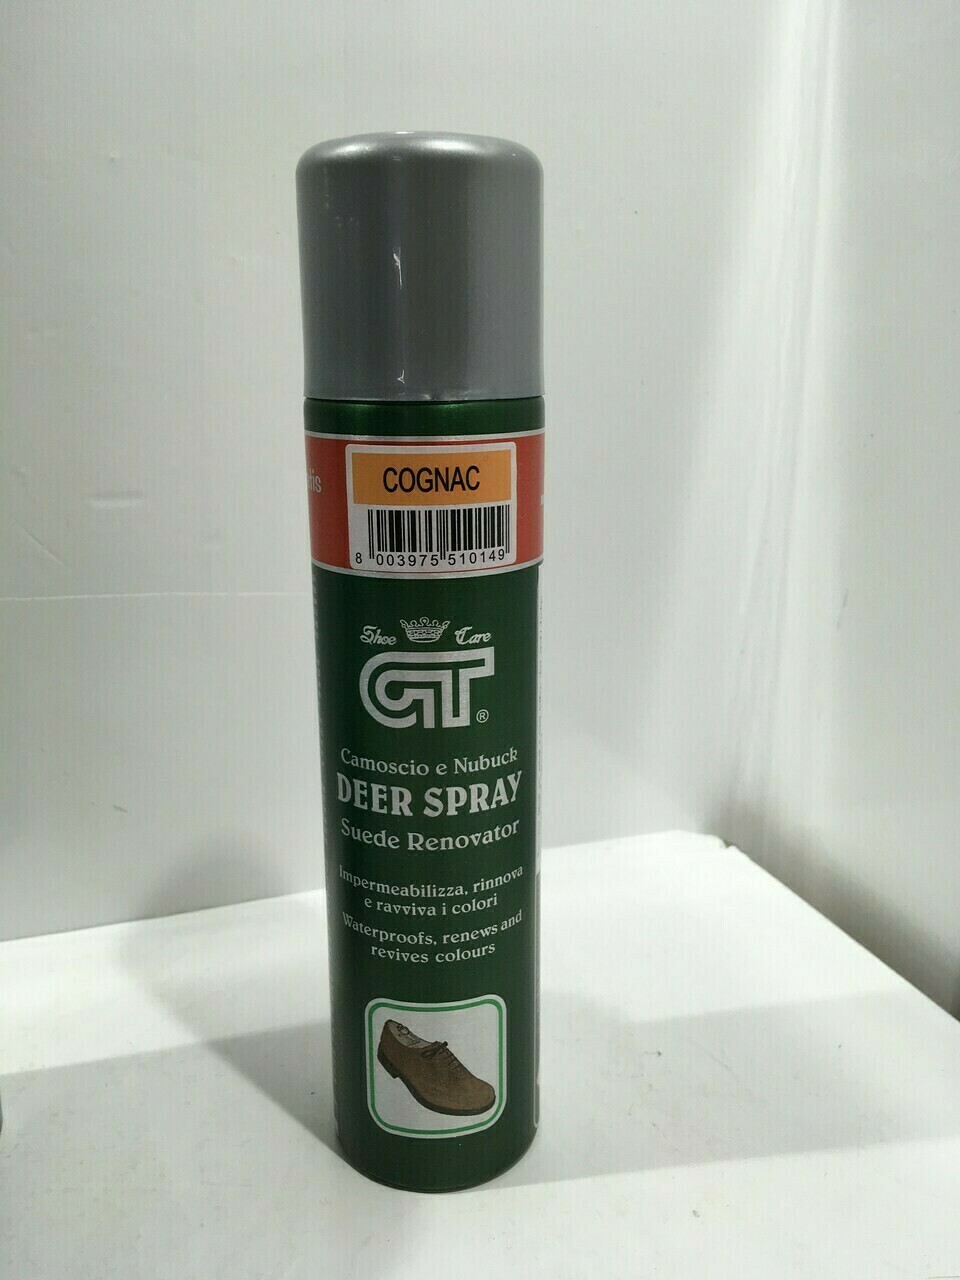 COGNAC
8 003975 510149
Shoe Care
GT ®
Camoscio e Nubuck
DEER SPRAY
Suede Renovator
Impermeabilizza, rinnova
e ravviva i colori
Waterproofs, renews and
revives colours